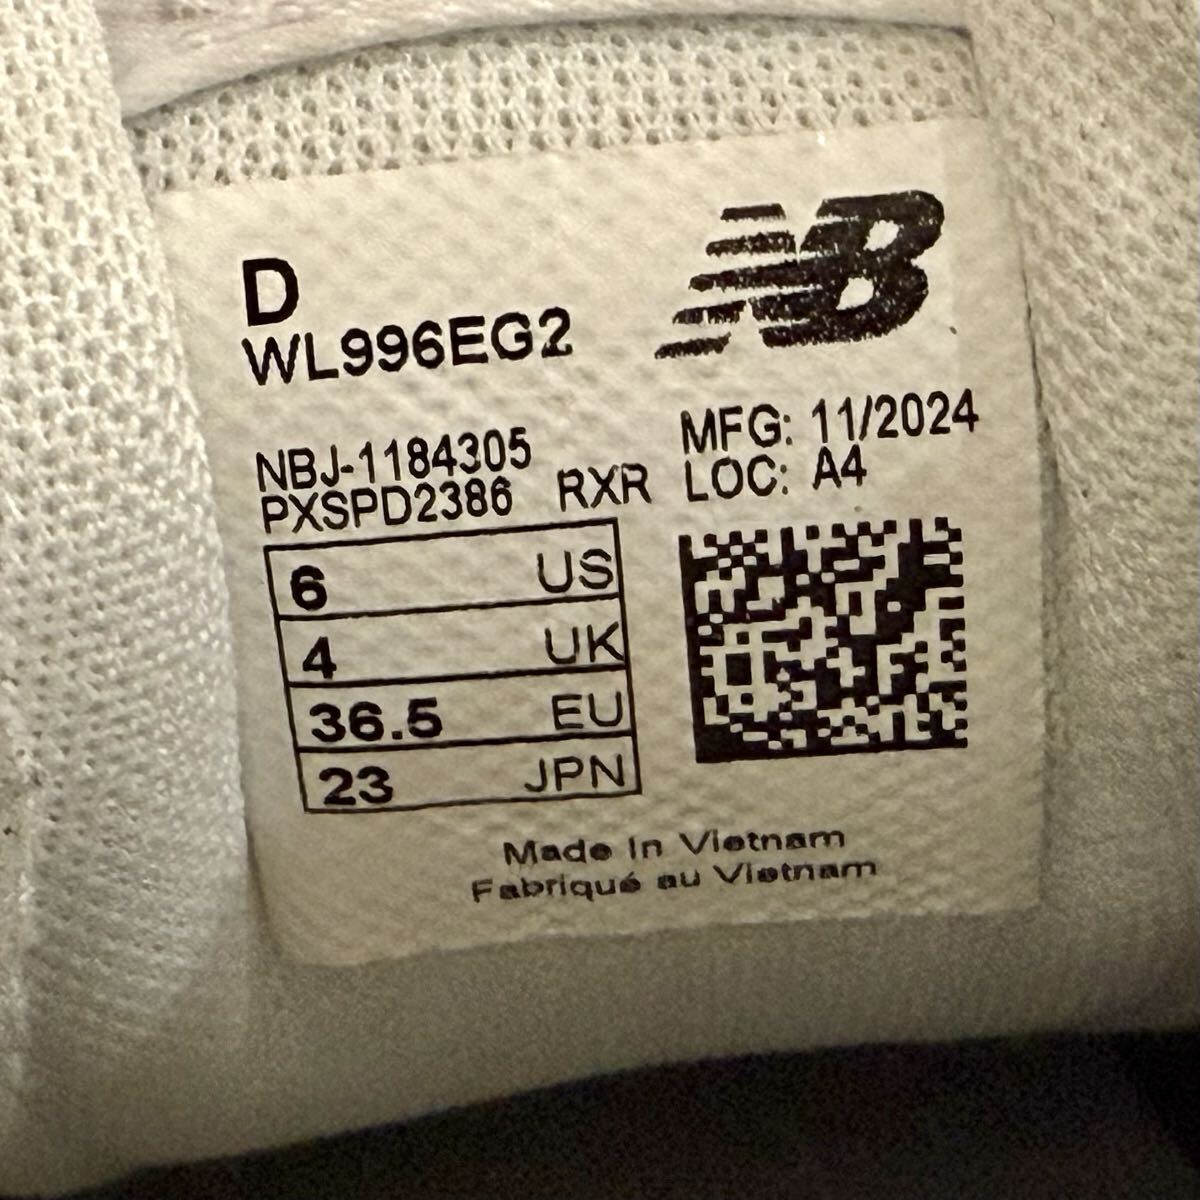 NB
D
WL996EG2
NBJ-1184305
PXSPD2386 RXR
MFG: 11/2024
LOC: A4
6 US
4 UK
36.5 EU
23 JPN
Made In Vietnam
Fabriqué au Vietnam